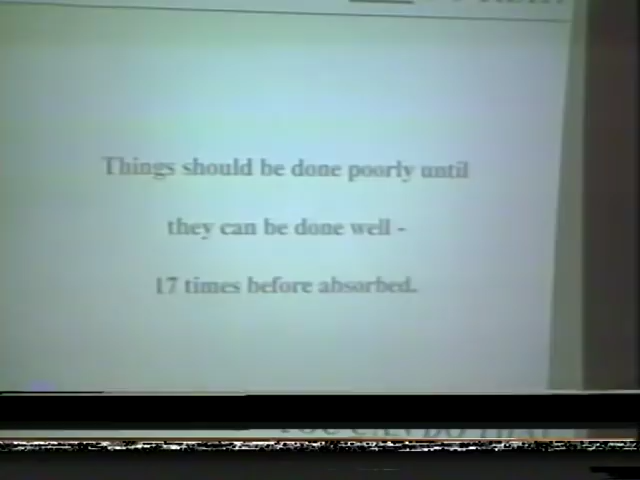 Things should be done poorly until
they can be done well -
17 times before absorbed.